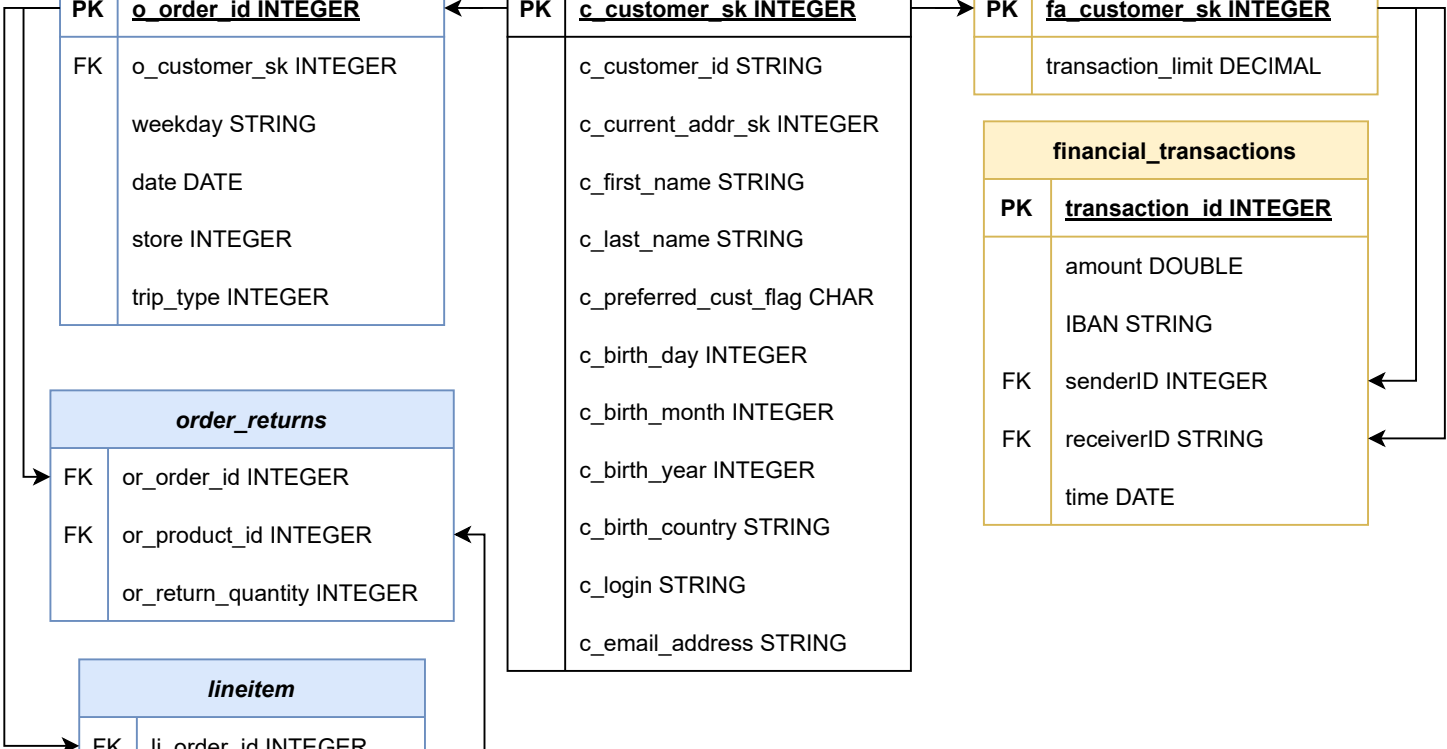 PK o_order_id INTEGER
FK o_customer_sk INTEGER
weekday STRING
date DATE
store INTEGER
trip_type INTEGER
order_returns
FK or_order_id INTEGER
FK or_product_id INTEGER
or_return_quantity INTEGER
lineitem
FK li_order_id INTEGER
PK c_customer_sk INTEGER
c_customer_id STRING
c_current_addr_sk INTEGER
c_first_name STRING
c_last_name STRING
c_preferred_cust_flag CHAR
c_birth_day INTEGER
c_birth_month INTEGER
c_birth_year INTEGER
c_birth_country STRING
c_login STRING
c_email_address STRING
PK fa_customer_sk INTEGER
transaction_limit DECIMAL
financial_transactions
PK transaction_id INTEGER
amount DOUBLE
IBAN STRING
FK senderID INTEGER
FK receiverID STRING
time DATE